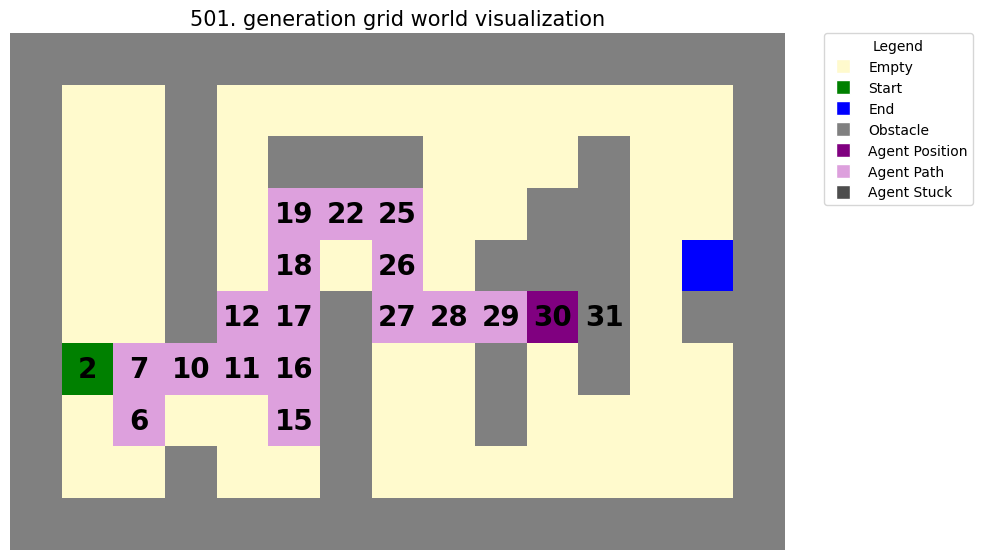 501. generation grid world visualization
Legend
Empty
Start
End
Obstacle
Agent Position
Agent Path
Agent Stuck
19 22 25
18 26
12 17 27 28 29 30 31
2 7 10 11 16
6 15